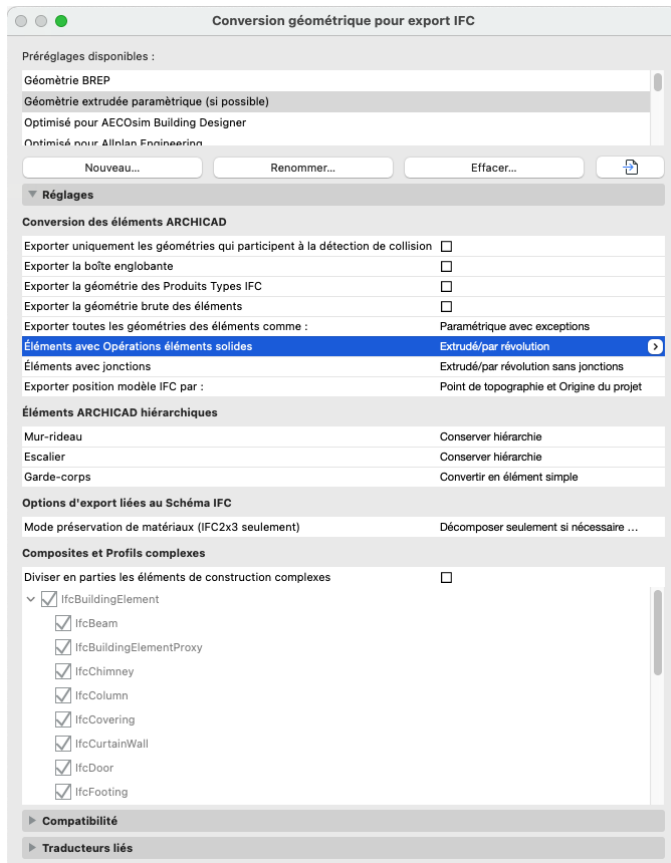 Conversion géométrique pour export IFC
Préréglages disponibles :
Géomètrie BREP
Géomètrie extrudée paramètrique (si possible)
Optimisé pour AECOsim Building Designer
Optimisé pour Allplan Engineering
Nouveau... Renommer... Effacer...
Réglages
Conversion des éléments ARCHICAD
Exporter uniquement les géométries qui participent à la détection de collision
Exporter la boîte englobante
Exporter la géométrie des Produits Types IFC
Exporter la géométrie brute des éléments
Exporter toutes les géométries des éléments comme : Paramétrique avec exceptions
Éléments avec Opérations éléments solides Extrudé/par révolution
Éléments avec jonctions Extrudé/par révolution sans jonctions
Exporter position modèle IFC par : Point de topographie et Origine du projet
Éléments ARCHICAD hiérarchiques
Mur-rideau Conserver hiérarchie
Escalier Conserver hiérarchie
Garde-corps Convertir en élément simple
Options d'export liées au Schéma IFC
Mode préservation de matériaux (IFC2x3 seulement) Décomposer seulement si nécessaire ...
Composites et Profils complexes
Diviser en parties les éléments de construction complexes
IfcBuildingElement
IfcBeam
IfcBuildingElementProxy
IfcChimney
IfcColumn
IfcCovering
IfcCurtainWall
IfcDoor
IfcFooting
Compatibilité
Traducteurs liés